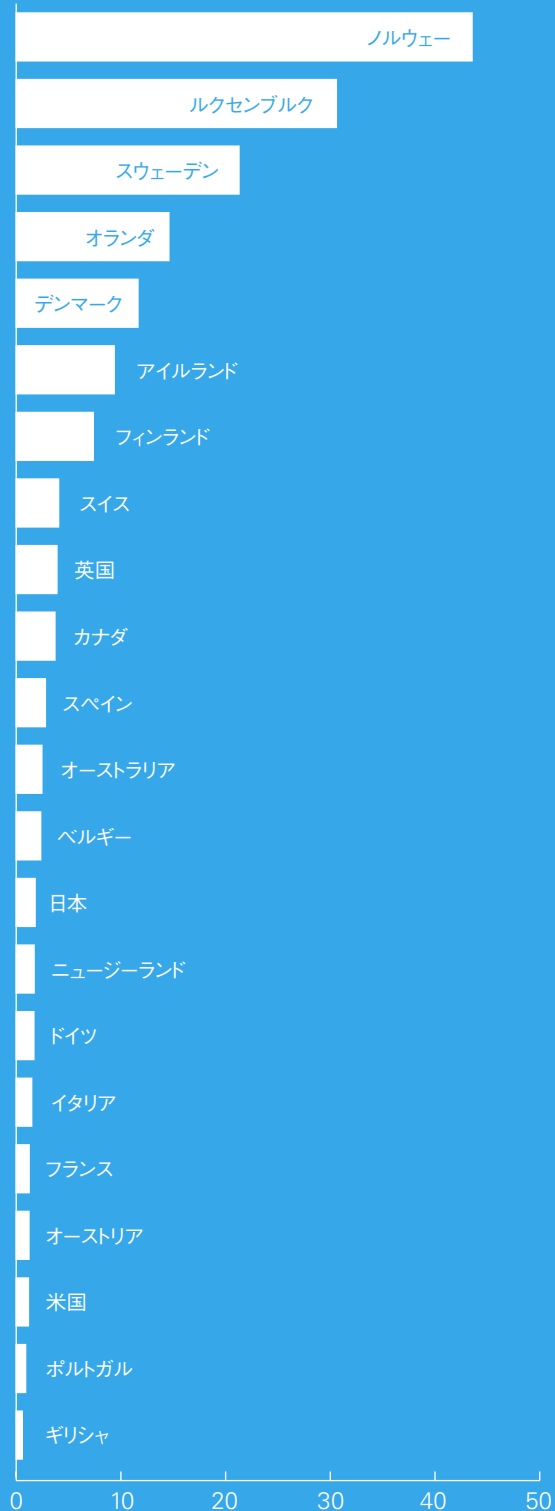 ノルウェー
ルクセンブルク
スウェーデン
オランダ
デンマーク
アイルランド
フィンランド
スイス
英国
カナダ
スペイン
オーストラリア
ベルギー
日本
ニュージーランド
ドイツ
イタリア
フランス
オーストリア
米国
ポルトガル
ギリシャ
0 10 20 30 40 50